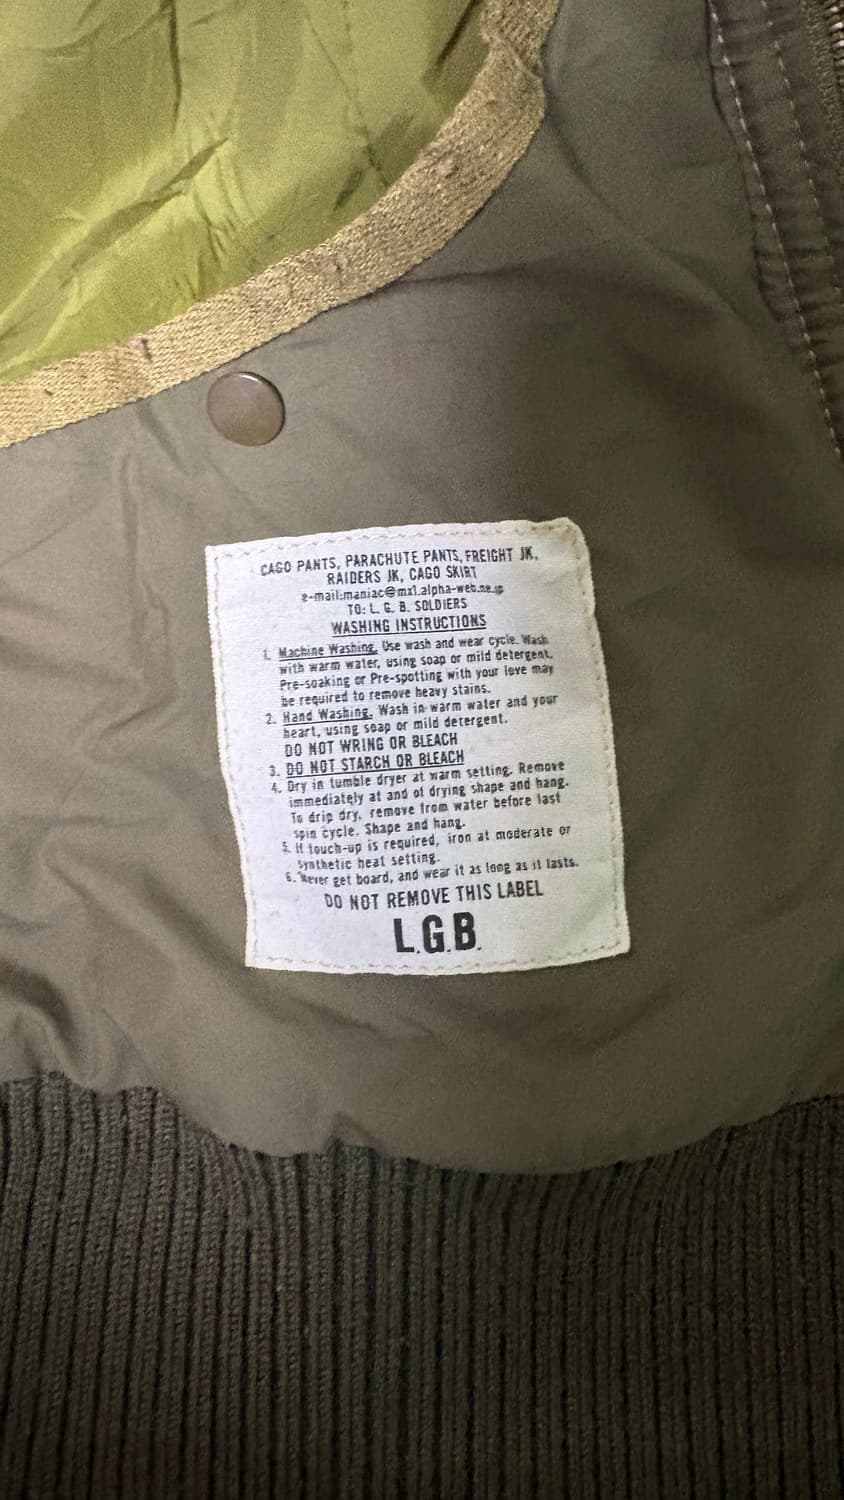 CAGO PANTS, PARACHUTE PANTS, FREIGHT JK,
RAIDERS JK, CAGO SKIRT
e-mail:maniac@mx1.alpha-web.ne.jp
TO: L. G. B. SOLDIERS
WASHING INSTRUCTIONS
1. Machine Washing. Use wash and wear cycle. Wash
with warm water, using soap or mild detergent.
Pre-soaking or Pre-spotting with your love may
be required to remove heavy stains.
2. Hand Washing. Wash in warm water and your
heart, using soap or mild detergent.
DO NOT WRING OR BLEACH
3. DO NOT STARCH OR BLEACH
4. Dry in tumble dryer at warm setting. Remove
immediately at and of drying shape and hang.
To drip dry, remove from water before last
spin cycle. Shape and hang.
5. If touch-up is required, iron at moderate or
synthetic heat setting.
6. Never get board, and wear it as long as it lasts.
DO NOT REMOVE THIS LABEL
L.G.B.